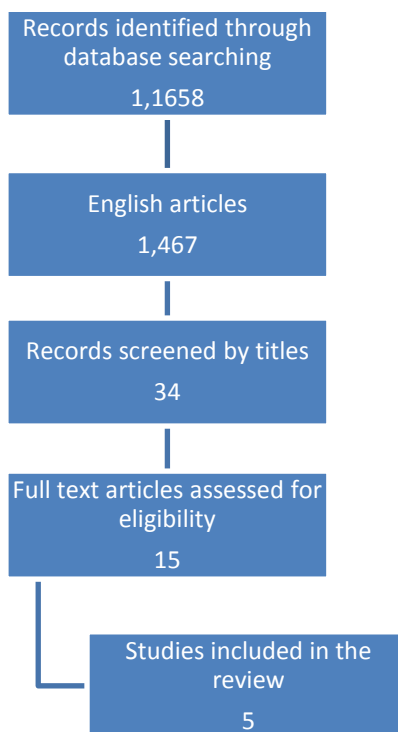 Records identified through
database searching
1,1658
English articles
1,467
Records screened by titles
34
Full text articles assessed for
eligibility
15
Studies included in the
review
5